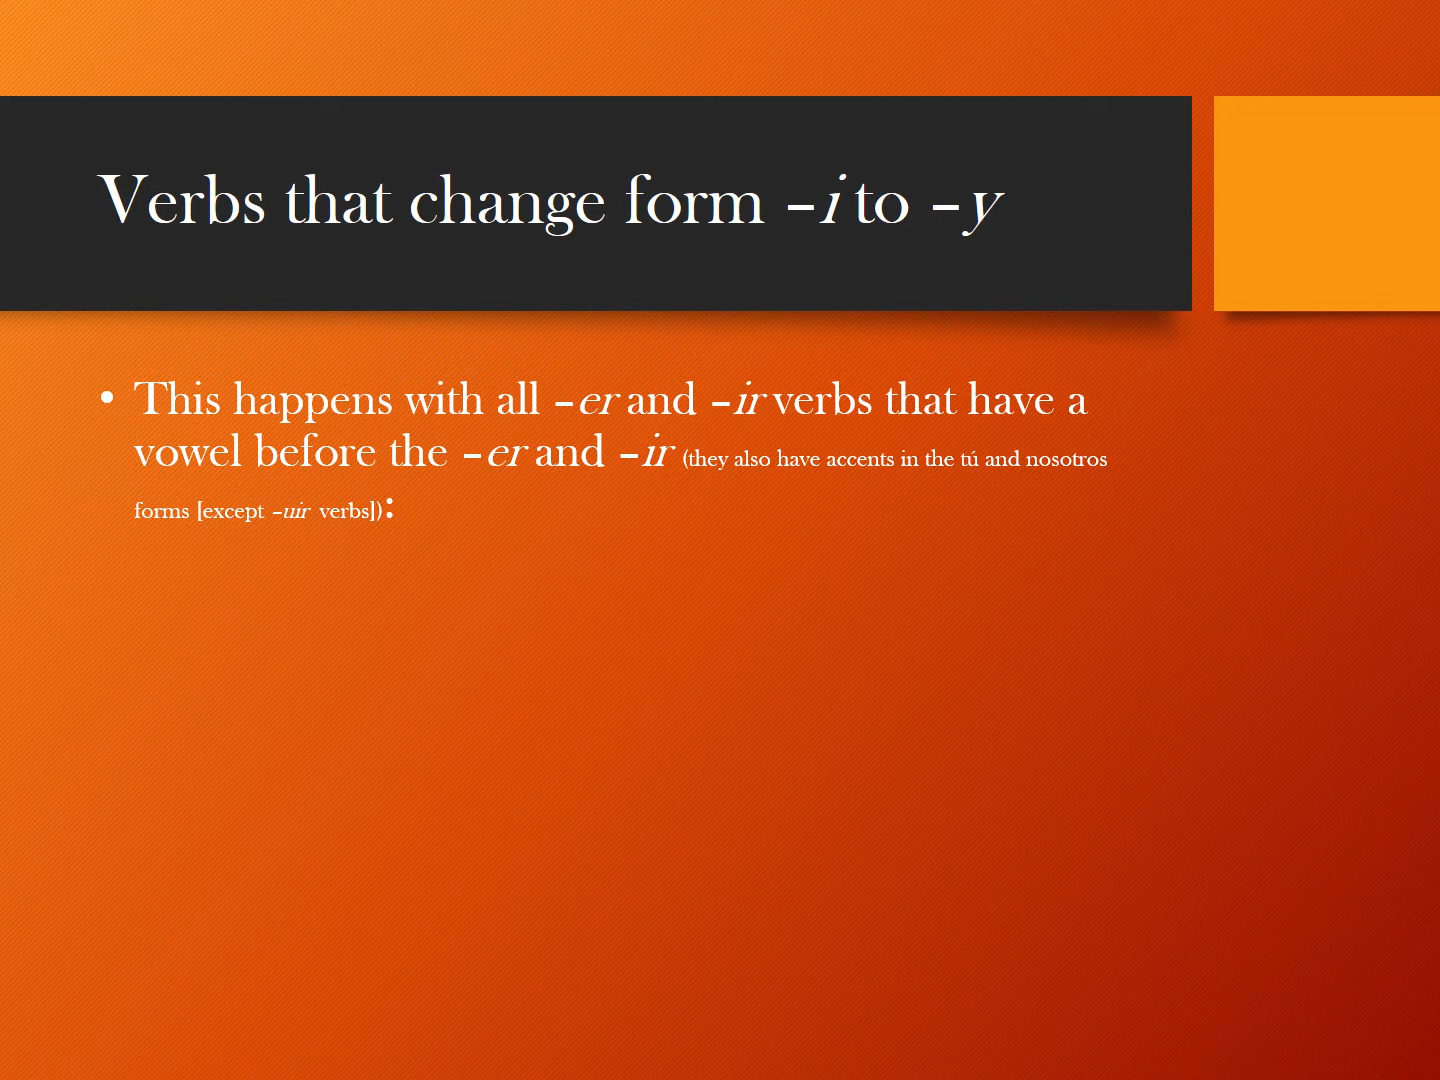 Verbs that change form –i to –y
• This happens with all –er and –ir verbs that have a
vowel before the –er and –ir (they also have accents in the tú and nosotros
forms [except –uir verbs]):